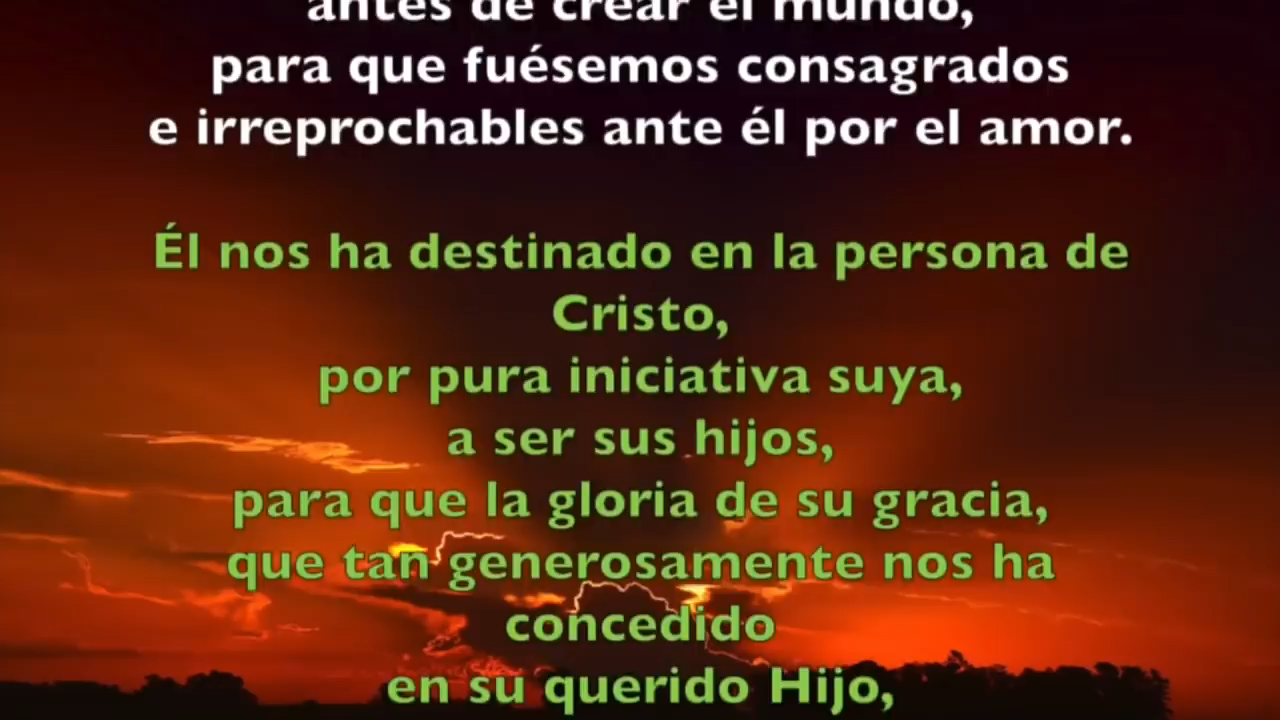 antes de crear el mundo,
para que fuésemos consagrados
e irreprochables ante él por el amor.
Él nos ha destinado en la persona de
Cristo,
por pura iniciativa suya,
a ser sus hijos,
para que la gloria de su gracia,
que tan generosamente nos ha
concedido
en su querido Hijo,